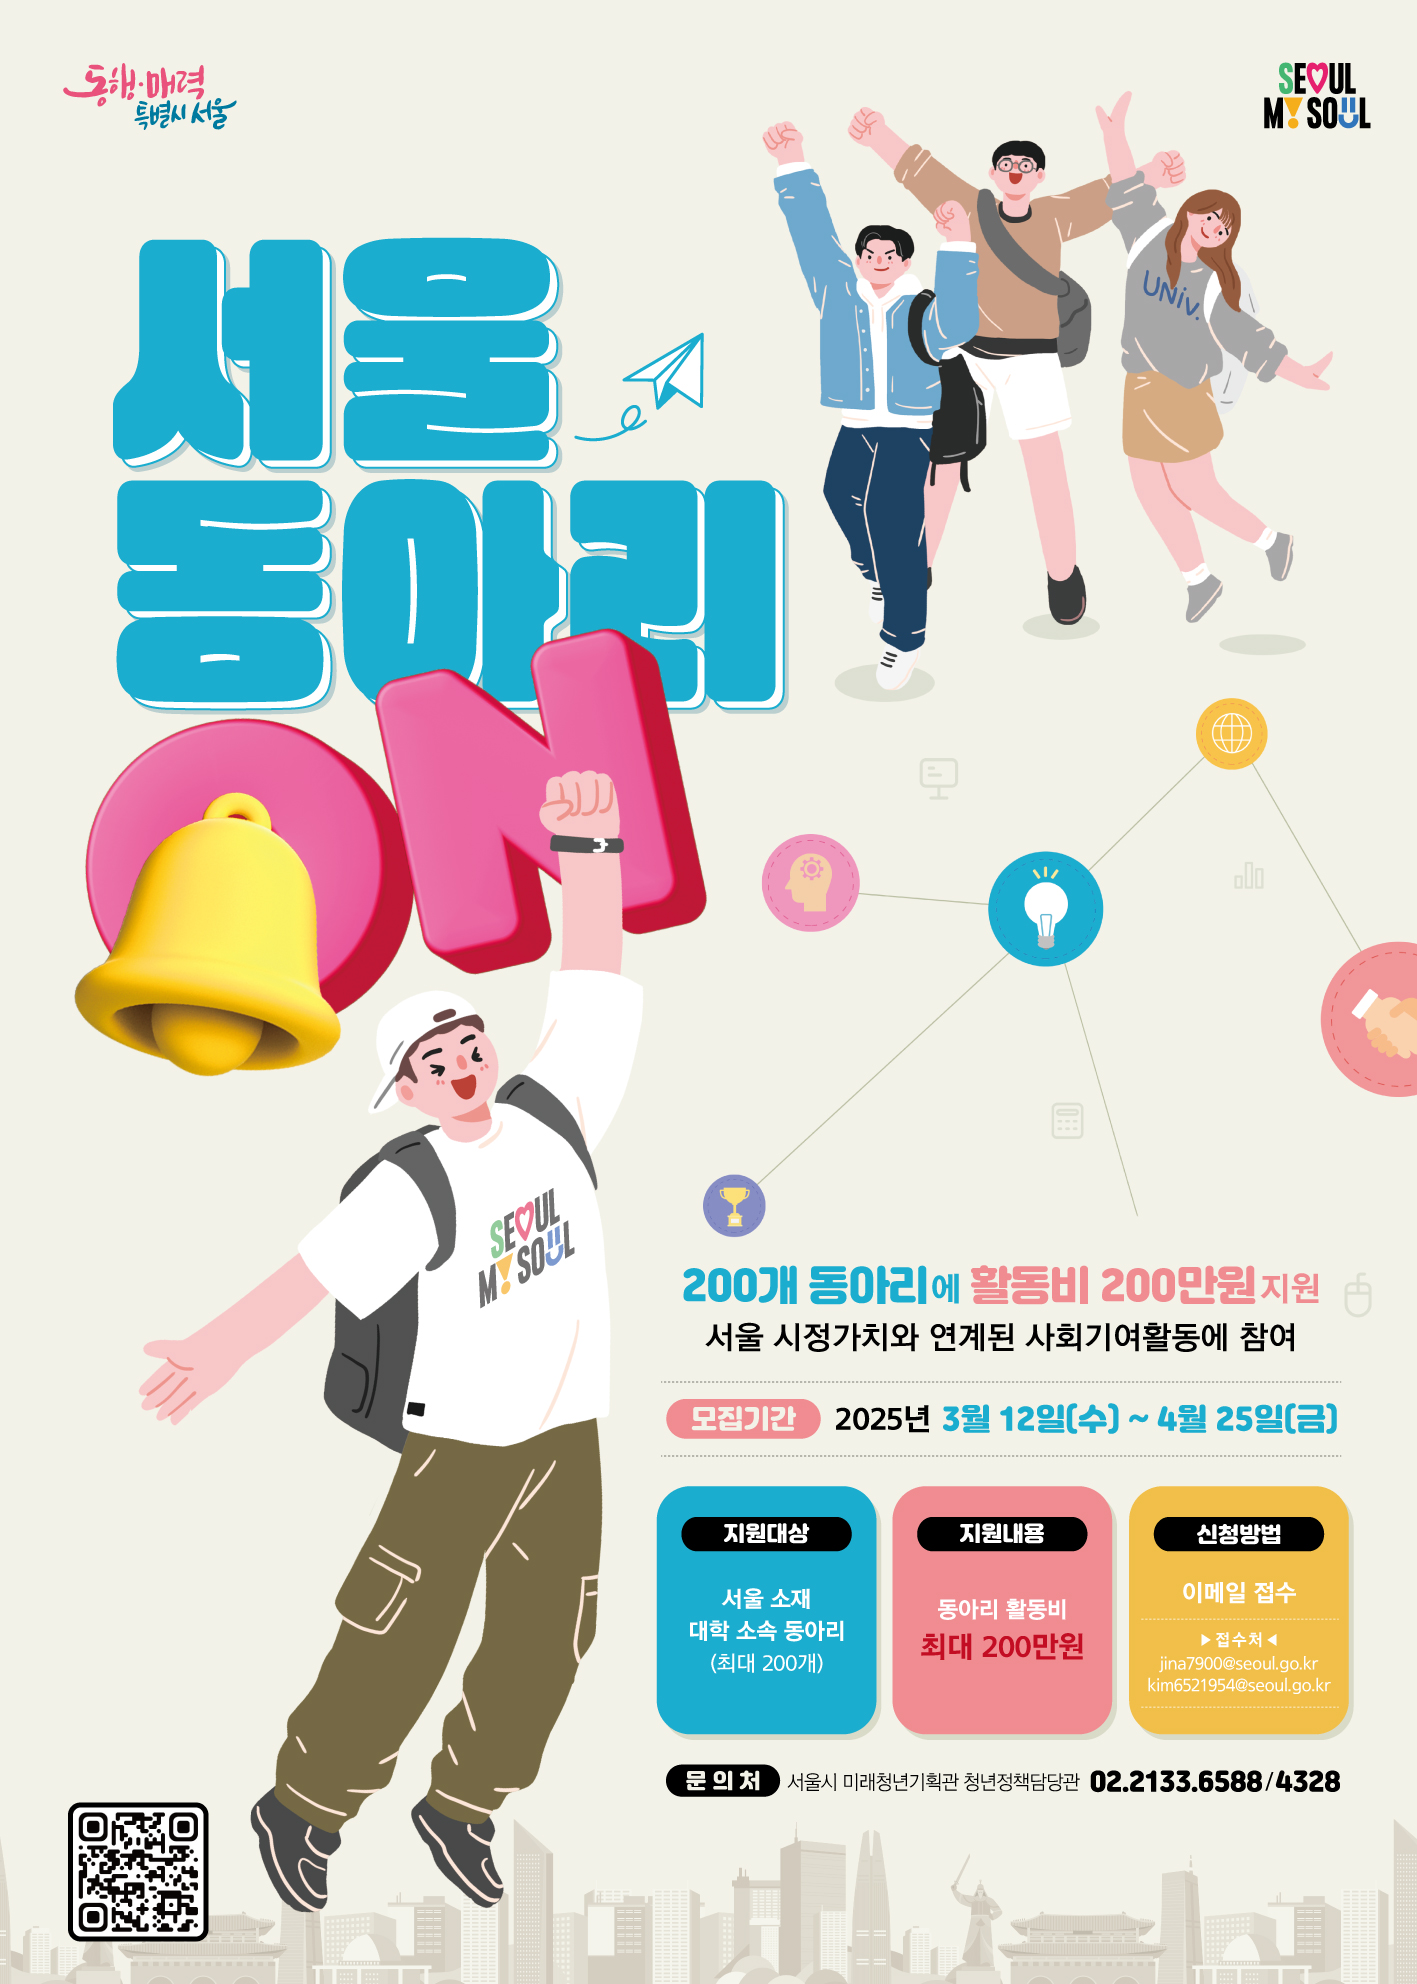 동행·매력
특별시 서울
SEOUL
MY SOUL
UNiv.
서울
동아리
ON
SEOUL
MY SOUL
200개 동아리에 활동비 200만원 지원
서울 시정가치와 연계된 사회기여활동에 참여
모집기간 2025년 3월 12일(수) ~ 4월 25일(금)
지원대상
서울 소재
대학 소속 동아리
(최대 200개)
지원내용
동아리 활동비
최대 200만원
신청방법
이메일 접수
▶접수처◀
jina7900@seoul.go.kr
kim6521954@seoul.go.kr
문의처 서울시 미래청년기획관 청년정책담당관 02.2133.6588/4328